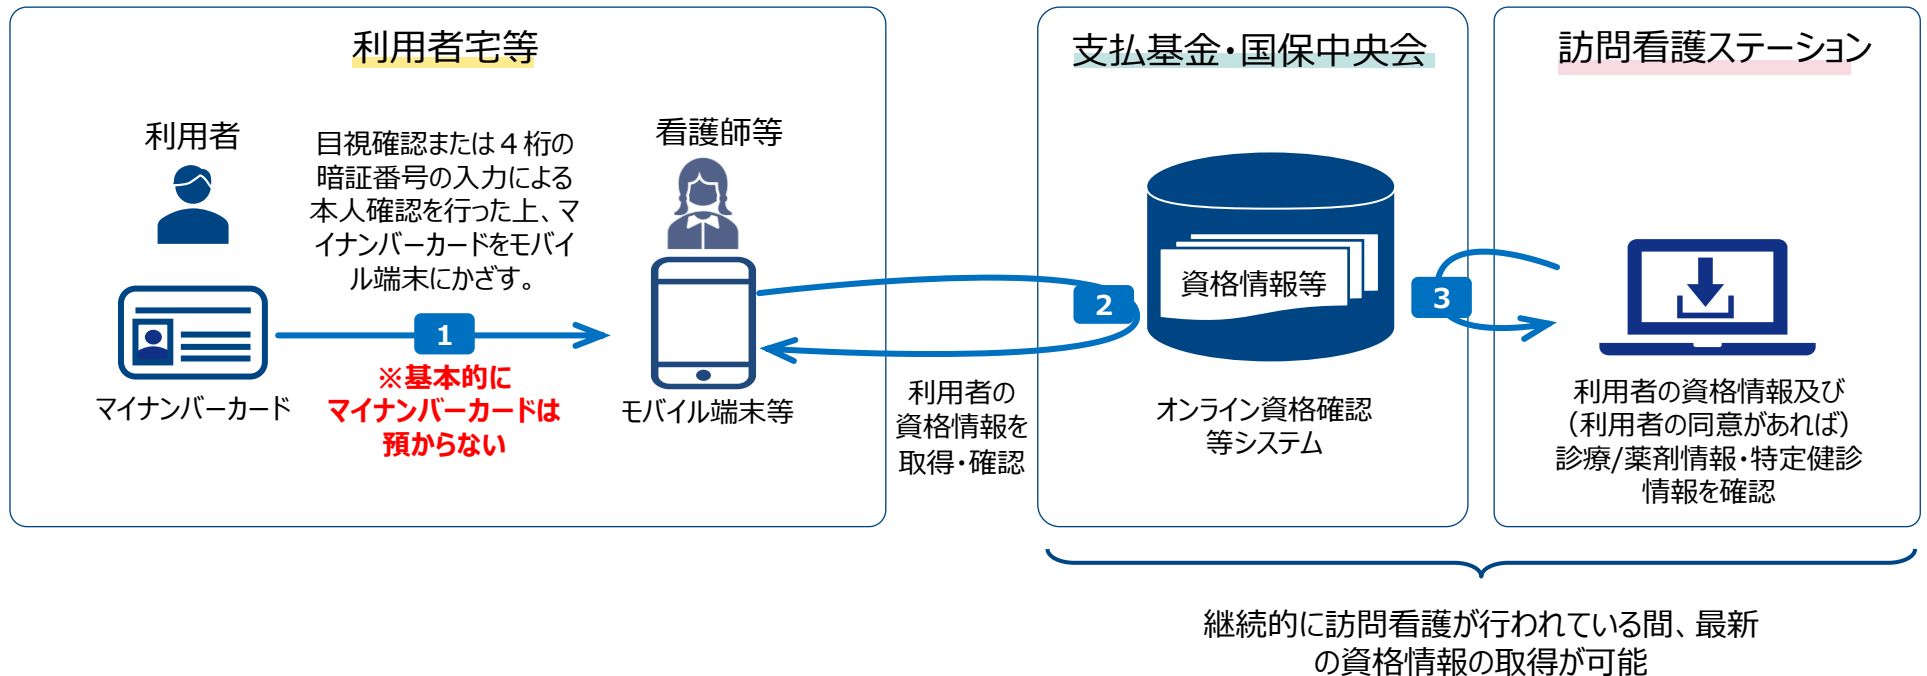 利用者宅等
利用者
目視確認または４桁の
暗証番号の入力による
本人確認を行った上、マ
イナンバーカードをモバイ
ル端末にかざす。
看護師等
1
※基本的に
マイナンバーカードは
預からない
マイナンバーカード
モバイル端末等
2
利用者の
資格情報を
取得・確認
支払基金・国保中央会
資格情報等
オンライン資格確認
等システム
3
訪問看護ステーション
利用者の資格情報及び
（利用者の同意があれば）
診療/薬剤情報・特定健診
情報を確認
継続的に訪問看護が行われている間、最新
の資格情報の取得が可能